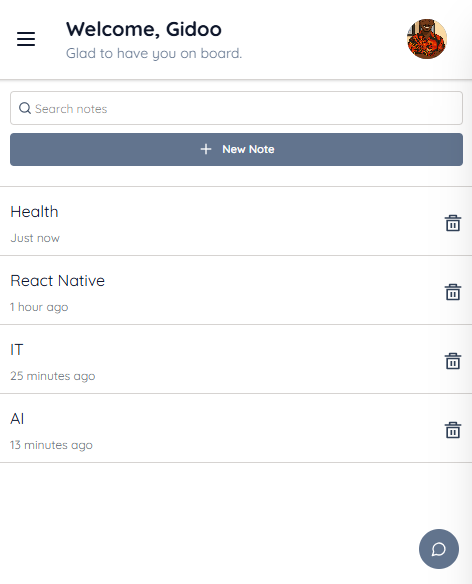 Welcome, Gidoo
Glad to have you on board.
Search notes
New Note
Health
Just now
React Native
1 hour ago
IT
25 minutes ago
AI
13 minutes ago